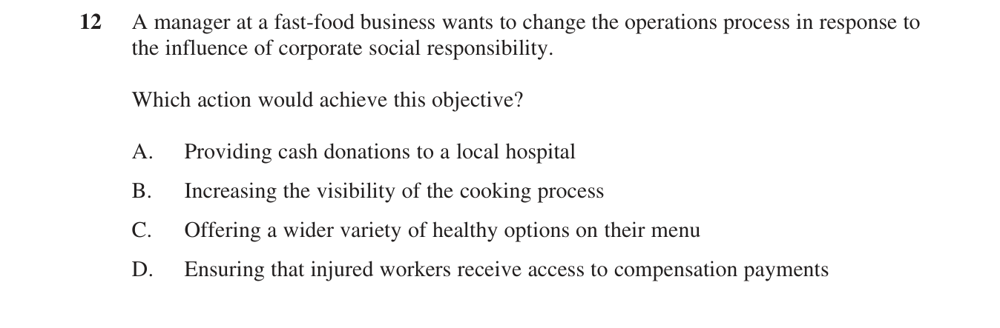 12 A manager at a fast-food business wants to change the operations process in response to
the influence of corporate social responsibility.
Which action would achieve this objective?
A. Providing cash donations to a local hospital
B. Increasing the visibility of the cooking process
C. Offering a wider variety of healthy options on their menu
D. Ensuring that injured workers receive access to compensation payments